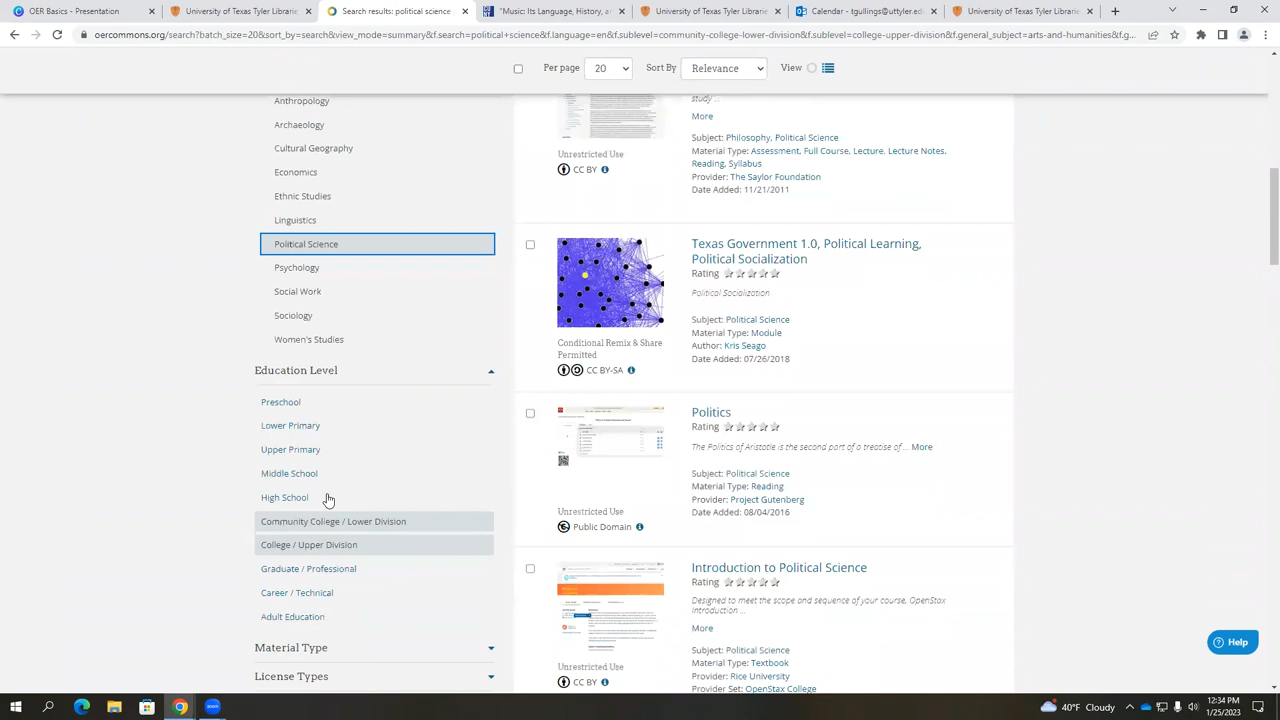 OER Basics - Presentation
University of Texas Tyler Librarie
Search results: political science
"Music: Its Language, History, ar
University of Texas Tyler Librarie
Calendar - tgullings@uttyler.edu
University of Texas Tyler Librarie
oercommons.org/search?batch_size=20&sort_by=search&view_mode=summary&f.search=political+science&f.language=en&f.sublevel=community-college-lower-division&f.sublevel=college-upper-division&f.general_subject=arts-and-humanities&f.g...
Per page
20
Sort By
Relevance
View
Cultural Geography
Economics
Ethnic Studies
Linguistics
Political Science
Psychology
Social Work
Sociology
Women's Studies
Education Level
Preschool
Lower Primary
Upper Primary
Middle School
High School
Community College / Lower Division
College / Upper Division
Graduate / Professional
Career / Technical
Adult Education
Material Type
License Types
study ...
More
Subject: Philosophy, Political Science
Material Type: Assessment, Full Course, Lecture, Lecture Notes,
Reading, Syllabus
Provider: The Saylor Foundation
Date Added: 11/21/2011
Unrestricted Use
CC BY
Texas Government 1.0, Political Learning,
Political Socialization
Rating
Political Socialization
Subject: Political Science
Material Type: Module
Author: Kris Seago
Date Added: 07/26/2018
Conditional Remix & Share
Permitted
CC BY-SA
Politics
Rating
The Politics of Aristotle is the second part of a treatise of ... More
Subject: Political Science
Material Type: Reading
Provider: Project Gutenberg
Date Added: 08/04/2016
Unrestricted Use
Public Domain
Introduction to Political Science
Rating
Designed to meet the scope and sequence of your course, OpenStax
Introduction ...
More
Subject: Political Science
Material Type: Textbook
Provider: Rice University
Provider Set: OpenStax College
Unrestricted Use
CC BY
Help
zoom
40°F Cloudy
12:34 PM
1/25/2023